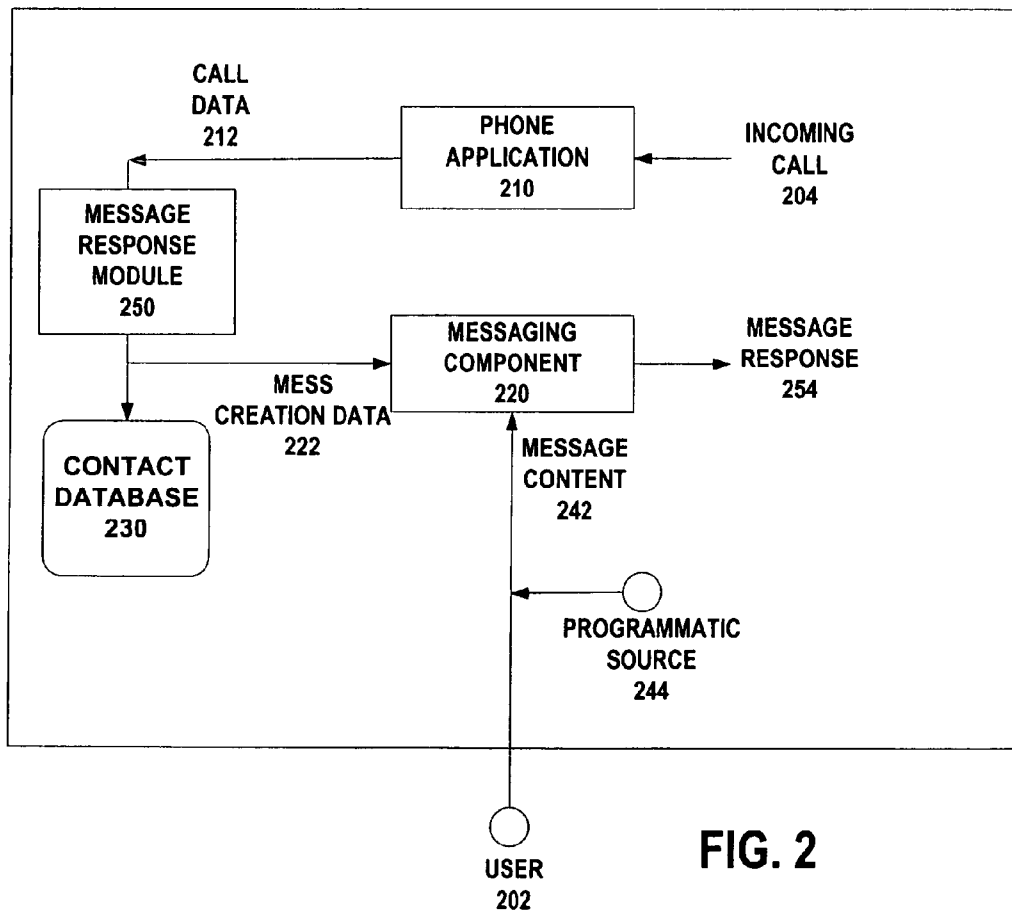 CALL
DATA
212
PHONE
APPLICATION
210
INCOMING
CALL
204
MESSAGE
RESPONSE
MODULE
250
MESSAGING
COMPONENT
220
MESSAGE
RESPONSE
254
MESS
CREATION DATA
222
CONTACT
DATABASE
230
MESSAGE
CONTENT
242
PROGRAMMATIC
SOURCE
244
USER
202
FIG. 2